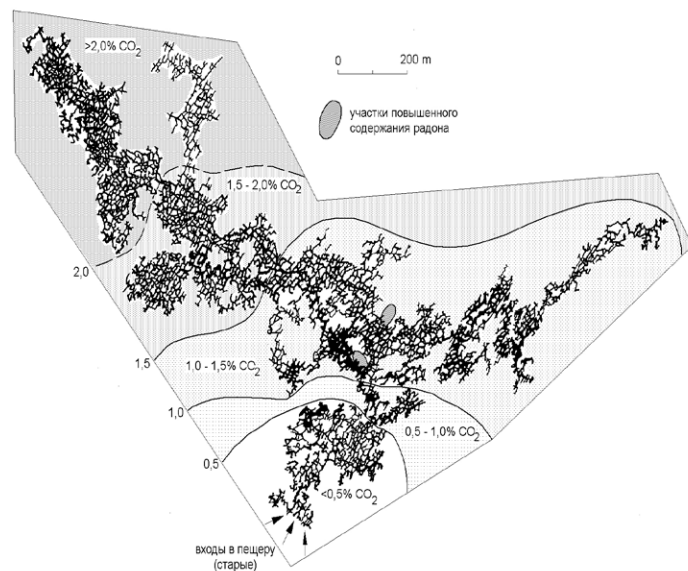 >2,0% CO2
0 200 m
участки повышенного
содержания радона
1,5 - 2,0% CO2
2,0
1,5
1,0 - 1,5% CO2
1,0
0,5 - 1,0% CO2
0,5
<0,5% CO2
входы в пещеру
(старые)